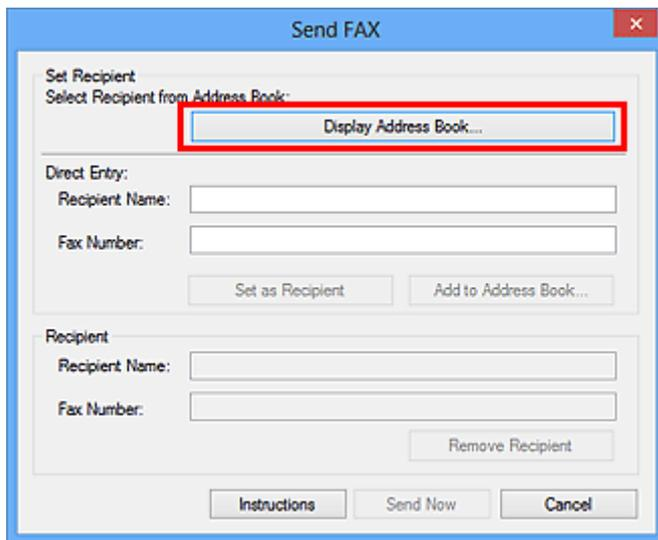 Send FAX
Set Recipient
Select Recipient from Address Book:
Display Address Book...
Direct Entry:
Recipient Name:
Fax Number:
Set as Recipient Add to Address Book...
Recipient
Recipient Name:
Fax Number:
Remove Recipient
Instructions Send Now Cancel